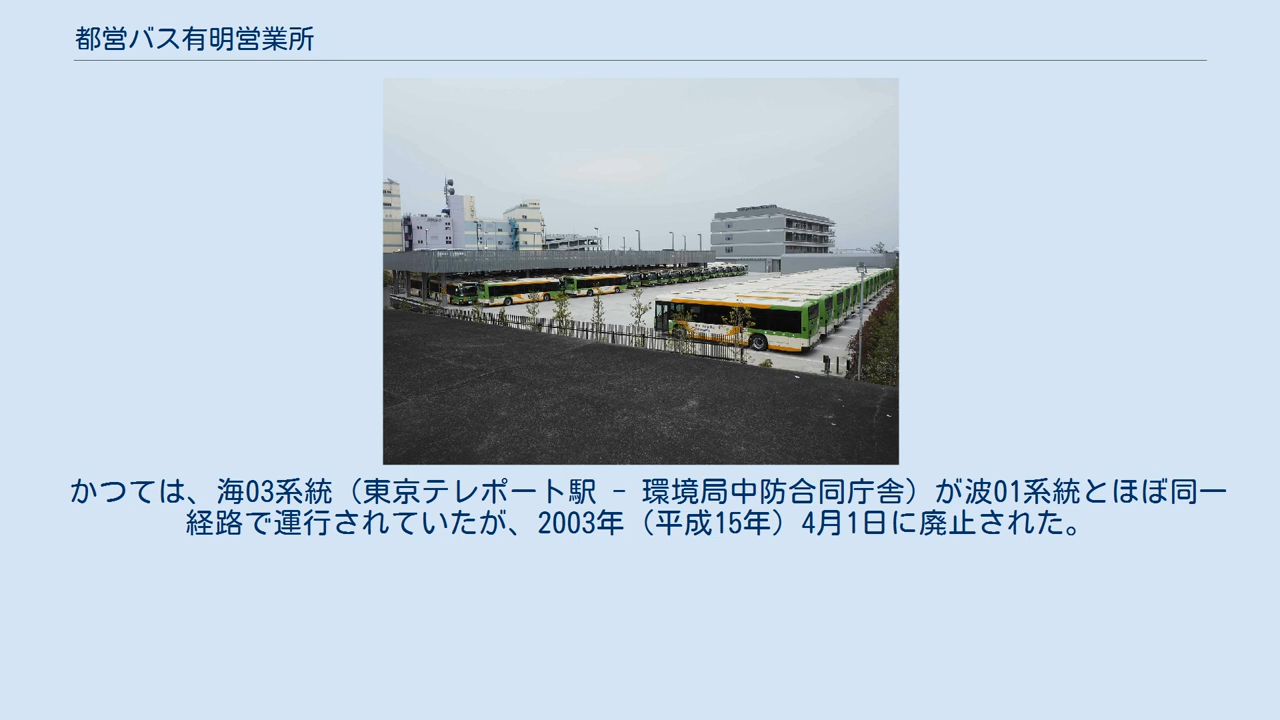 都営バス有明営業所
かつては、海03系統（東京テレポート駅 - 環境局中防合同庁舎）が波01系統とほぼ同一
経路で運行されていたが、2003年（平成15年）4月1日に廃止された。